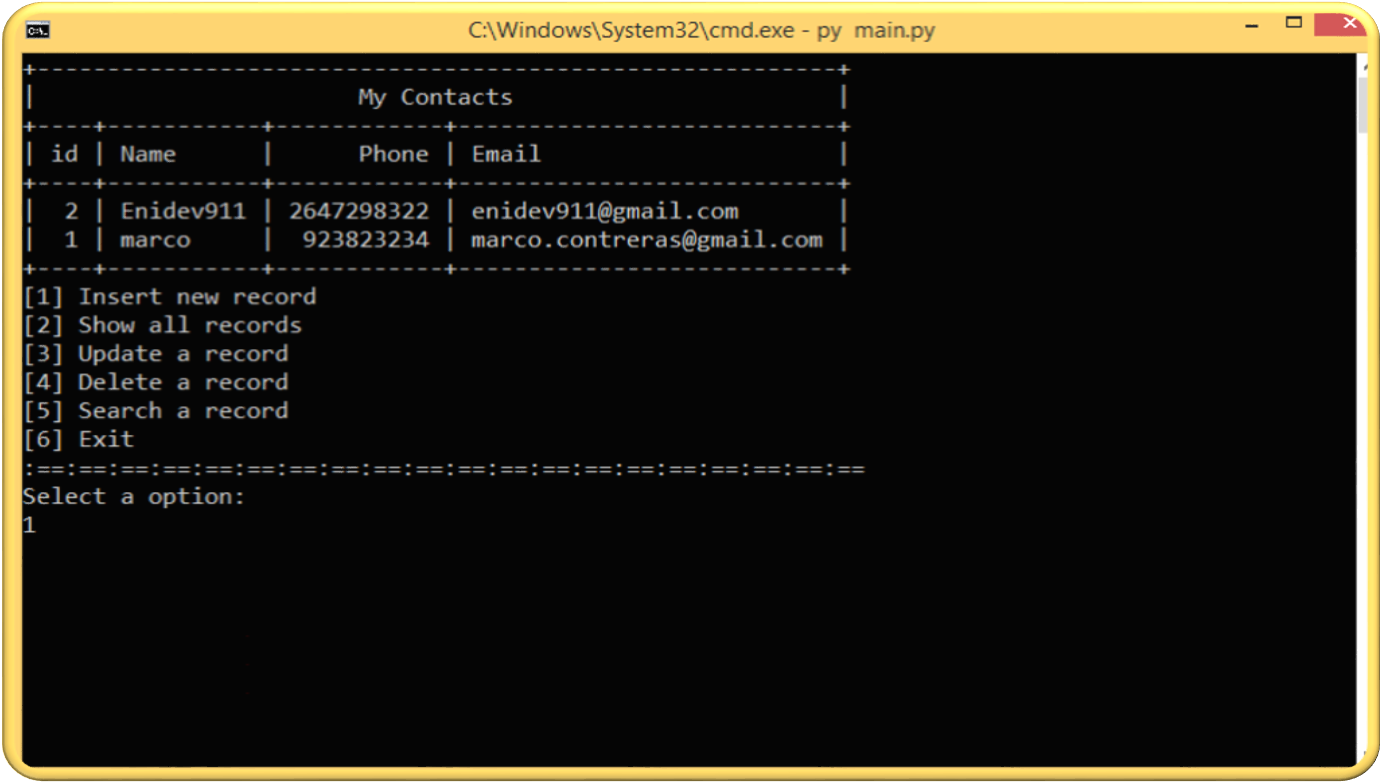 C:\Windows\System32\cmd.exe - py  main.py
+----------------------------------------------------------+
|                       My Contacts                        |
+----+-----------+------------+---------------------------+
| id | Name      |      Phone | Email                     |
+----+-----------+------------+---------------------------+
|  2 | Enidev911 | 2647298322 | enidev911@gmail.com       |
|  1 | marco     |  923823234 | marco.contreras@gmail.com |
+----+-----------+------------+---------------------------+
[1] Insert new record
[2] Show all records
[3] Update a record
[4] Delete a record
[5] Search a record
[6] Exit
:==:==:==:==:==:==:==:==:==:==:==:==:==:==:==:==:==:==:==:==
Select a option:
1